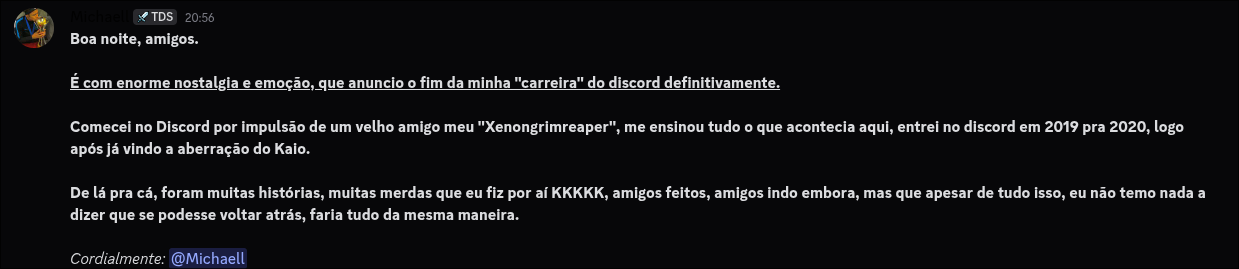 Michaell TDS 20:56
Boa noite, amigos.
É com enorme nostalgia e emoção, que anuncio o fim da minha "carreira" do discord definitivamente.
Comecei no Discord por impulsão de um velho amigo meu "Xenongrimreaper", me ensinou tudo o que acontecia aqui, entrei no discord em 2019 pra 2020, logo
após já vindo a aberração do Kaio.
De lá pra cá, foram muitas histórias, muitas merdas que eu fiz por aí KKKKK, amigos feitos, amigos indo embora, mas que apesar de tudo isso, eu não temo nada a
dizer que se podesse voltar atrás, faria tudo da mesma maneira.
Cordialmente: @Michaell